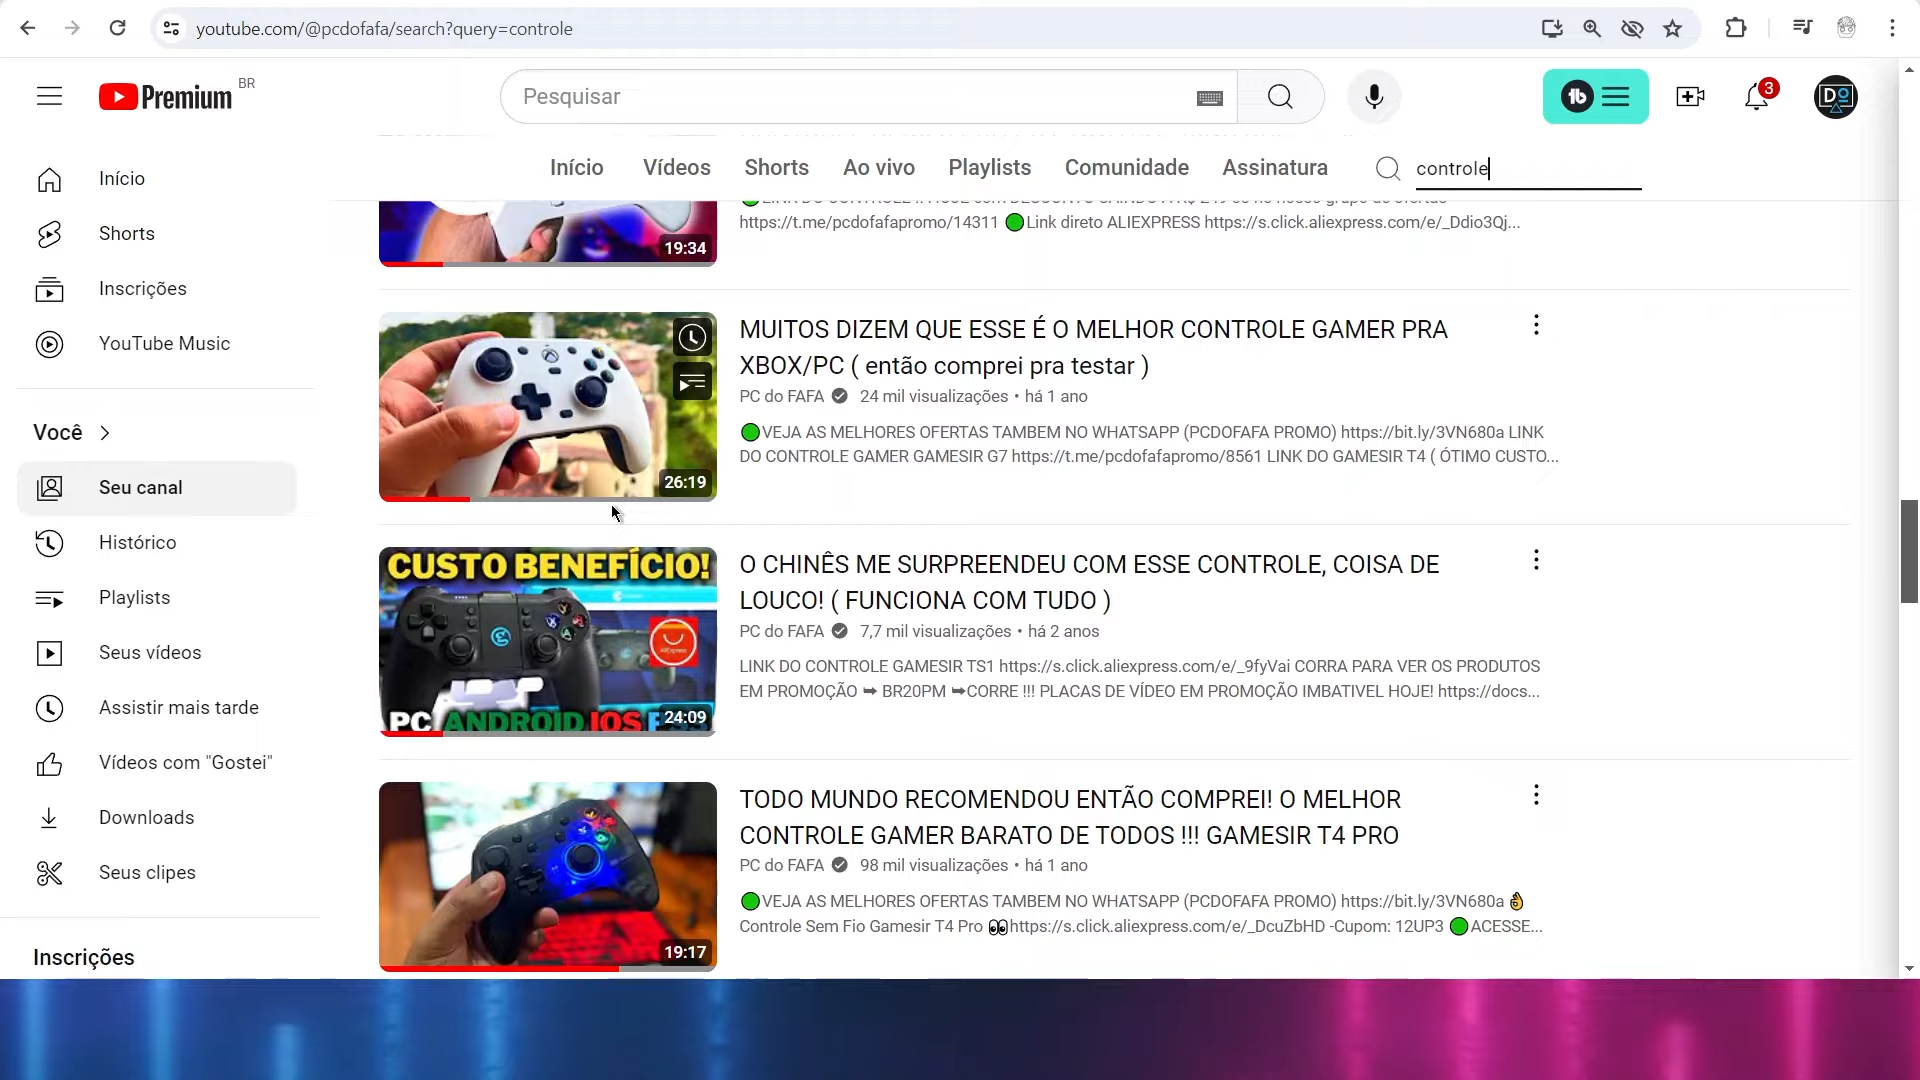 youtube.com/@pcdofafa/search?query=controle
Premium BR
Pesquisar
3
Início
Vídeos
Shorts
Ao vivo
Playlists
Comunidade
Assinatura
controle
Início
Shorts
Inscrições
YouTube Music
Você
Seu canal
Histórico
Playlists
Seus vídeos
Assistir mais tarde
Vídeos com "Gostei"
Downloads
Seus clipes
Inscrições
https://t.me/pcdofafapromo/14311 🟢Link direto ALIEXPRESS https://s.click.aliexpress.com/e/_Ddio3Qj...
19:34
MUITOS DIZEM QUE ESSE É O MELHOR CONTROLE GAMER PRA
XBOX/PC ( então comprei pra testar )
PC do FAFA 24 mil visualizações • há 1 ano
🟢VEJA AS MELHORES OFERTAS TAMBEM NO WHATSAPP (PCDOFAFA PROMO) https://bit.ly/3VN680a LINK
DO CONTROLE GAMER GAMESIR G7 https://t.me/pcdofafapromo/8561 LINK DO GAMESIR T4 ( ÓTIMO CUSTO...
26:19
CUSTO BENEFÍCIO!
PC ANDROID IOS
24:09
O CHINÊS ME SURPREENDEU COM ESSE CONTROLE, COISA DE
LOUCO! ( FUNCIONA COM TUDO )
PC do FAFA 7,7 mil visualizações • há 2 anos
LINK DO CONTROLE GAMESIR TS1 https://s.click.aliexpress.com/e/_9fyVai CORRA PARA VER OS PRODUTOS
EM PROMOÇÃO ➥ BR20PM ➥CORRE !!! PLACAS DE VÍDEO EM PROMOÇÃO IMBATIVEL HOJE! https://docs...
TODO MUNDO RECOMENDOU ENTÃO COMPREI! O MELHOR
CONTROLE GAMER BARATO DE TODOS !!! GAMESIR T4 PRO
PC do FAFA 98 mil visualizações • há 1 ano
🟢VEJA AS MELHORES OFERTAS TAMBEM NO WHATSAPP (PCDOFAFA PROMO) https://bit.ly/3VN680a 👌
Controle Sem Fio Gamesir T4 Pro 👀https://s.click.aliexpress.com/e/_DcuZbHD -Cupom: 12UP3 🟢ACESSE...
19:17